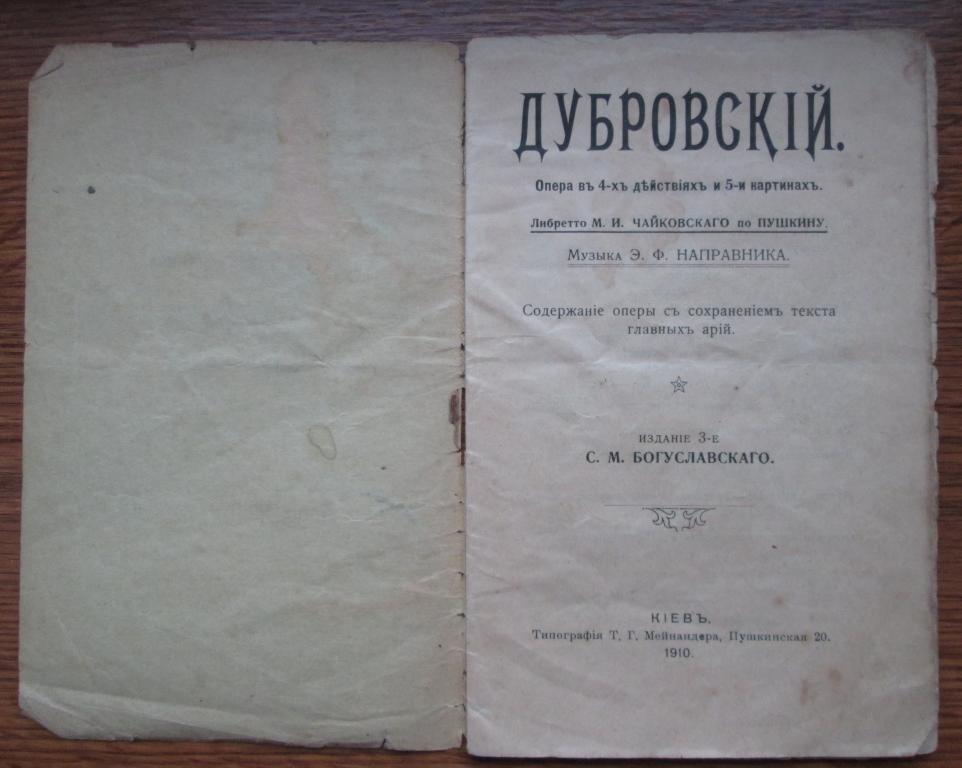 ДУБРОВСКІЙ.
Опера въ 4-хъ дѣйствіяхъ и 5-и картинахъ.
Либретто М. И. ЧАЙКОВСКАГО по ПУШКИНУ.
Музыка Э. Ф. НАПРАВНИКА.
Содержаніе оперы съ сохраненіемъ текста
главныхъ арій.
ИЗДАНІЕ 3-Е
С. М. БОГУСЛАВСКАГО.
КІЕВЪ.
Типографія Т. Г. Мейнандера, Пушкинская 20.
1910.